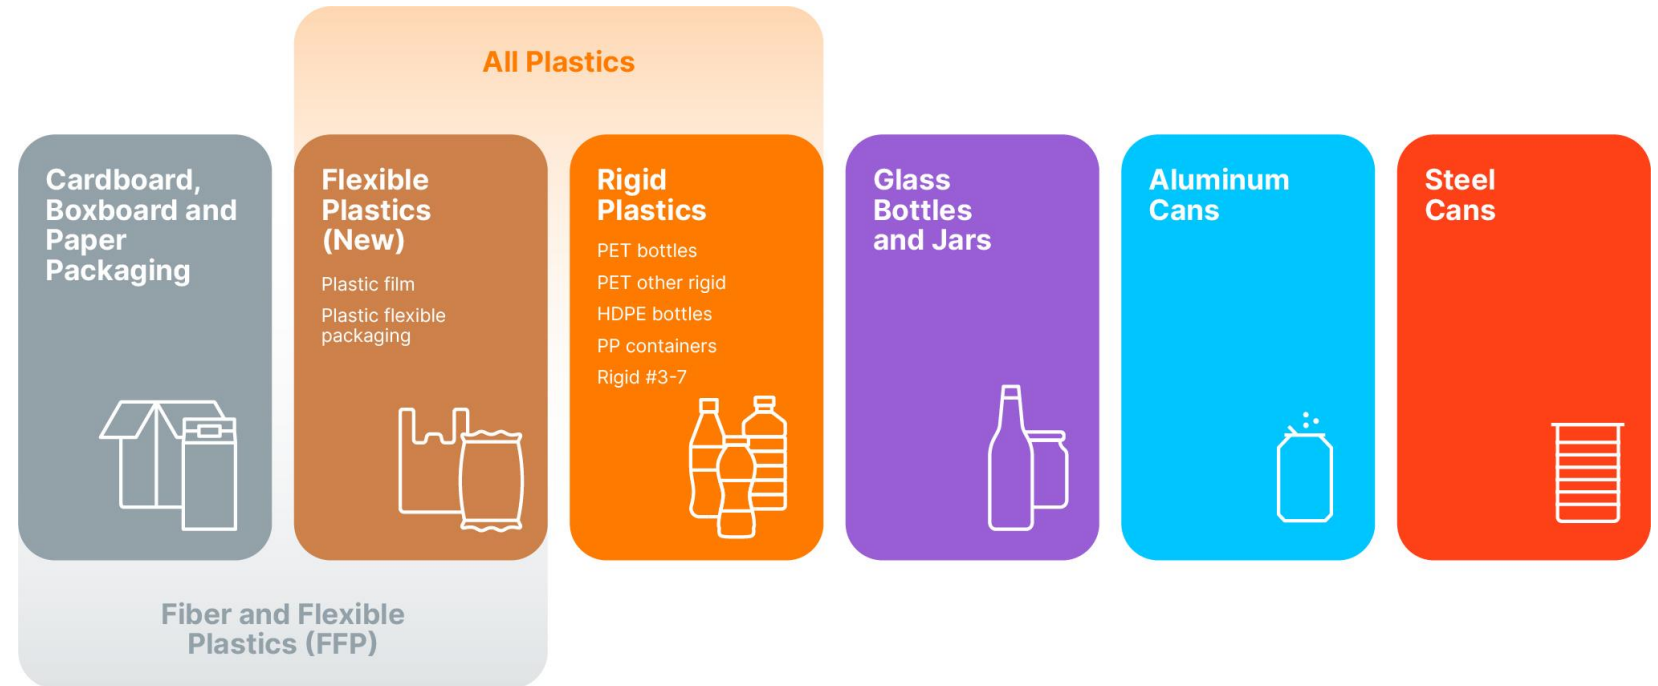 All Plastics
Cardboard,
Boxboard and
Paper
Packaging
Flexible
Plastics
(New)
Plastic film
Plastic flexible
packaging
Rigid
Plastics
PET bottles
PET other rigid
HDPE bottles
PP containers
Rigid #3-7
Glass
Bottles
and Jars
Aluminum
Cans
Steel
Cans
Fiber and Flexible
Plastics (FFP)